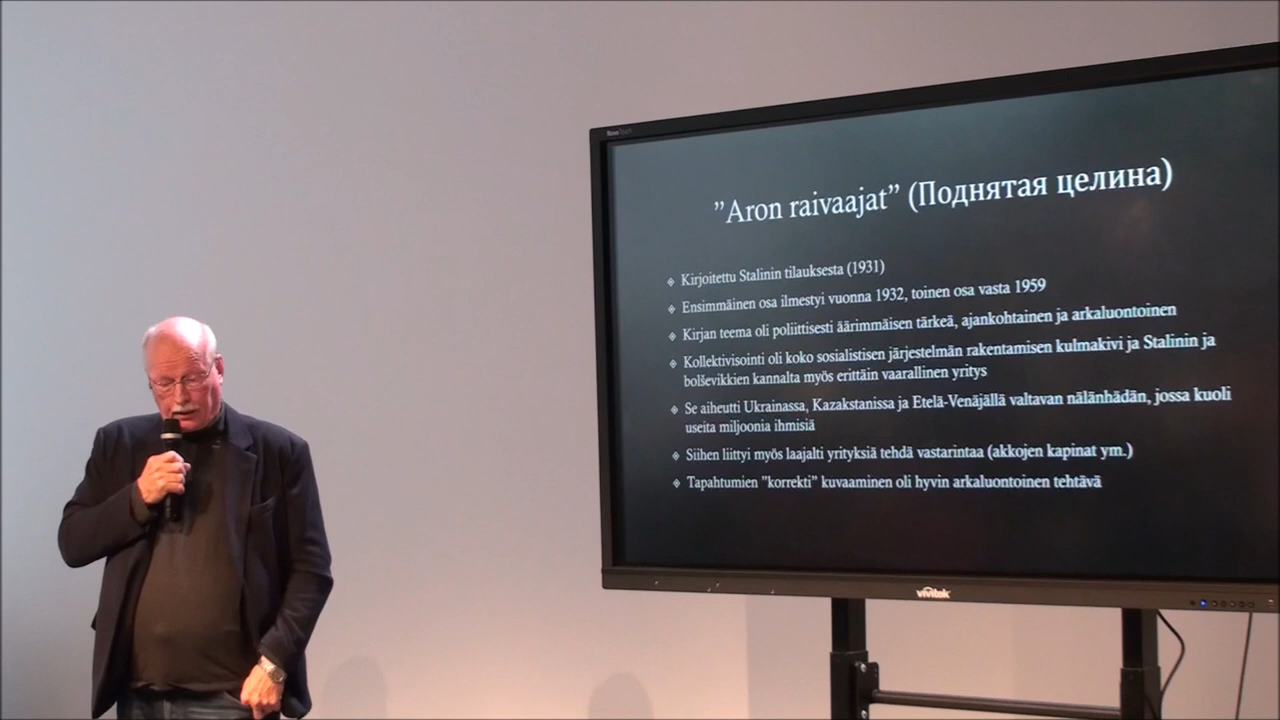 NovoTouch
”Aron raivaajat” (Поднятая целина)
Kirjoitettu Stalinin tilauksesta (1931)
Ensimmäinen osa ilmestyi vuonna 1932, toinen osa vasta 1959
Kirjan teema oli poliittisesti äärimmäisen tärkeä, ajankohtainen ja arkaluontoinen
Kollektivisointi oli koko sosialistisen järjestelmän rakentamisen kulmakivi ja Stalinin ja
bolševikkien kannalta myös erittäin vaarallinen yritys
Se aiheutti Ukrainassa, Kazakstanissa ja Etelä-Venäjällä valtavan nälänhädän, jossa kuoli
useita miljoonia ihmisiä
Siihen liittyi myös laajalti yrityksiä tehdä vastarintaa (akkojen kapinat ym.)
Tapahtumien ”korrekti” kuvaaminen oli hyvin arkaluontoinen tehtävä
vivitek